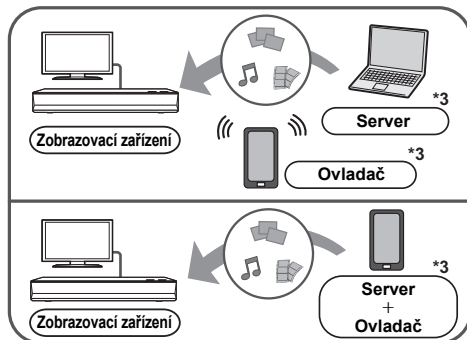 *3
Server
Zobrazovací zařízení
*3
Ovladač
*3
Server
+
Ovladač
Zobrazovací zařízení